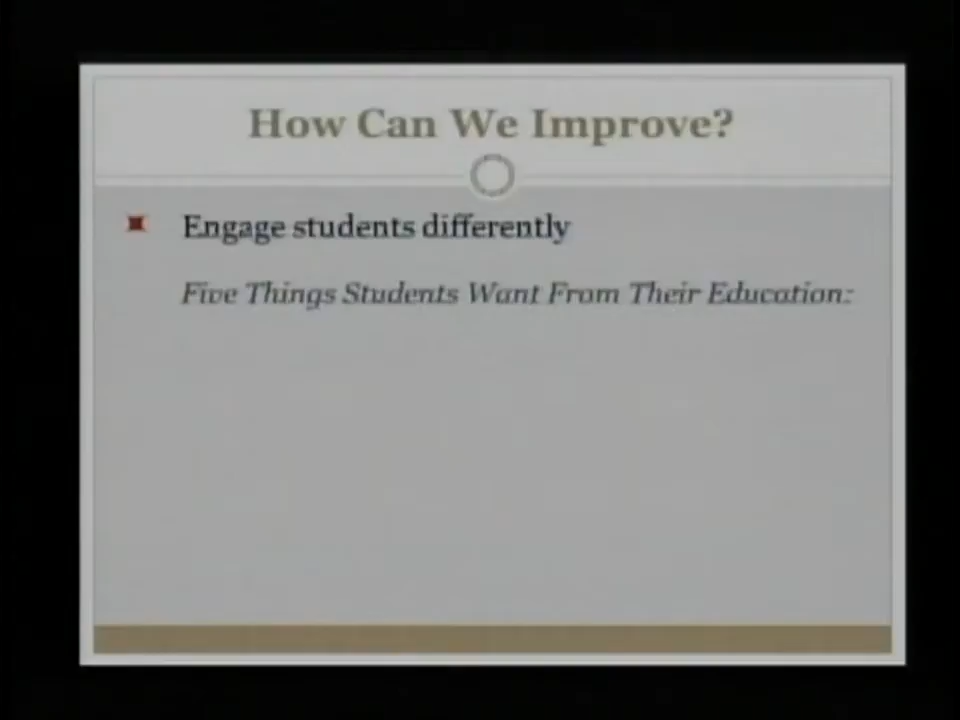 How Can We Improve?
Engage students differently
Five Things Students Want From Their Education: